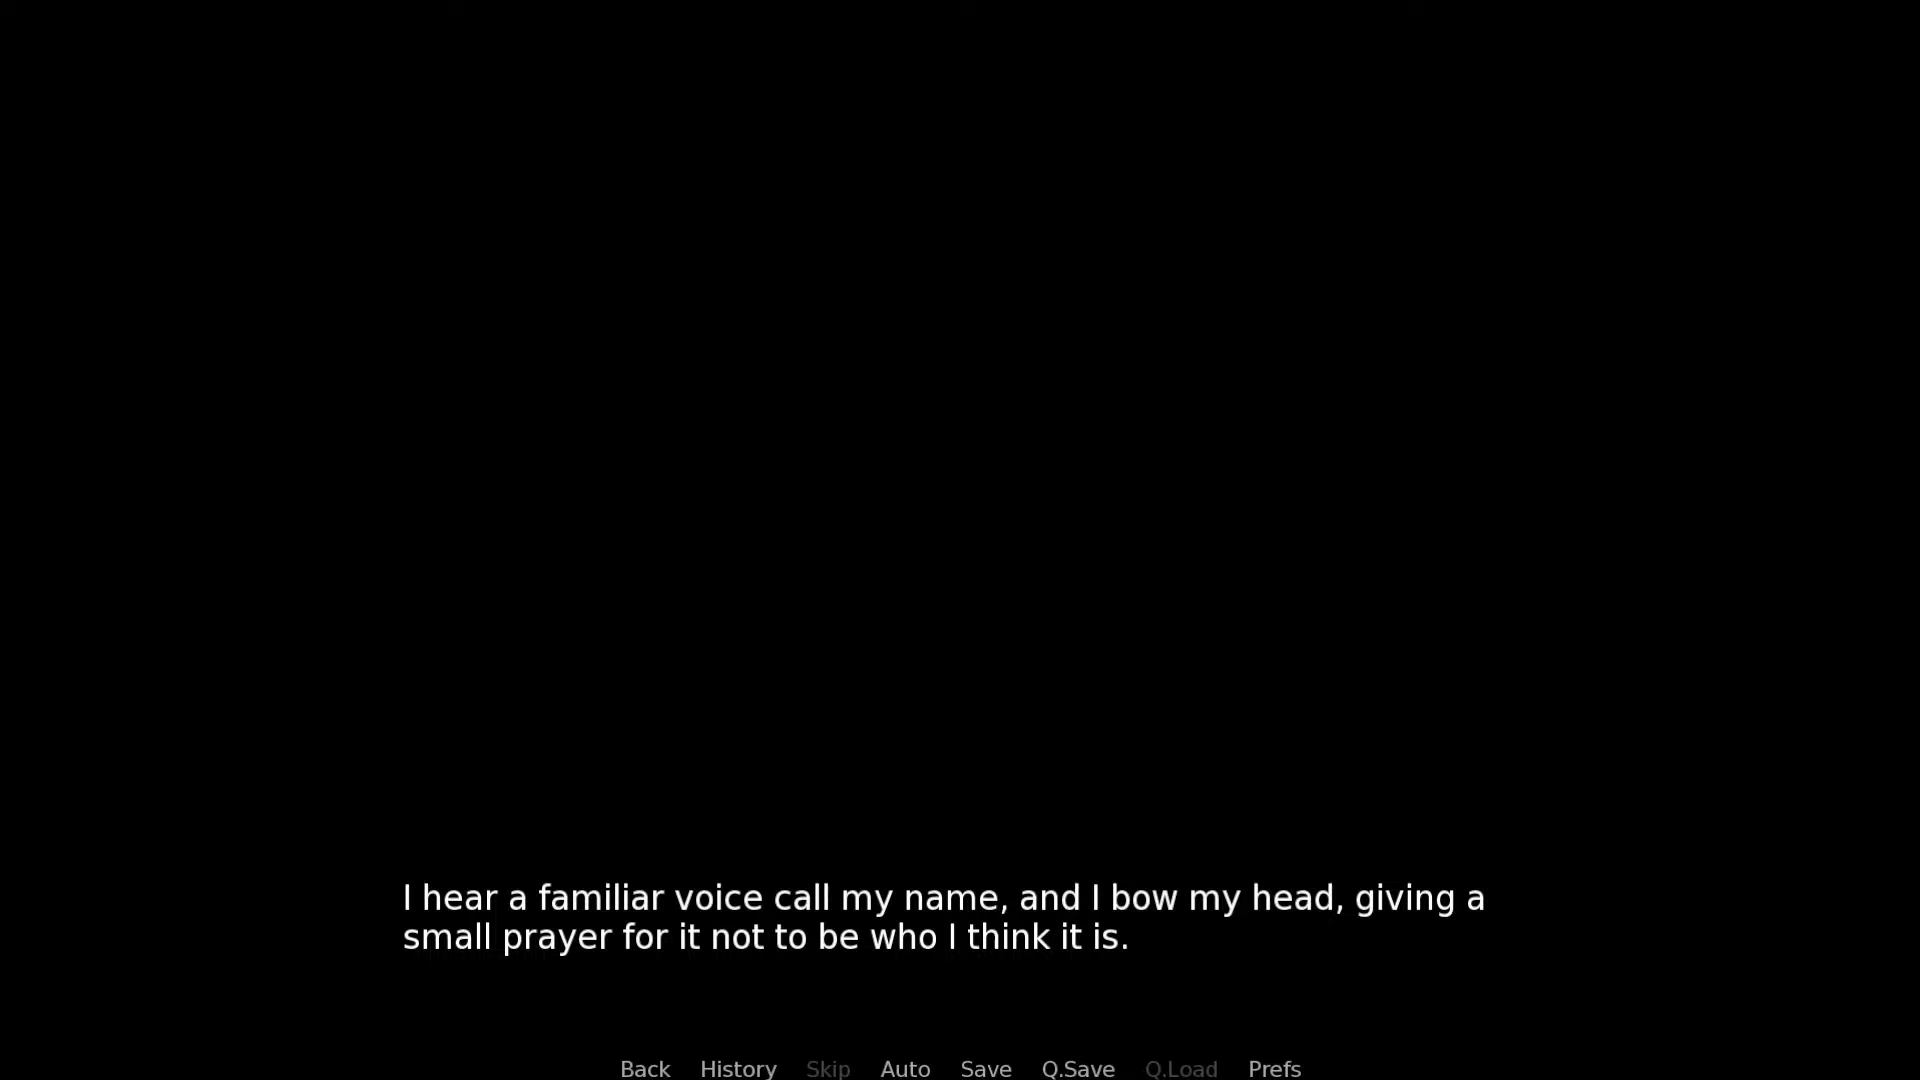 I hear a familiar voice call my name, and I bow my head, giving a
small prayer for it not to be who I think it is.
Back History Skip Auto Save Q.Save Q.Load Prefs